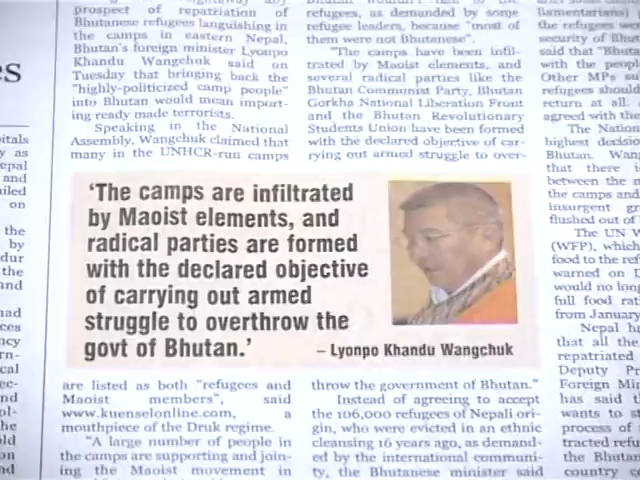 prospect of repatriation of
Bhutanese refugees languishing in
the camps in eastern Nepal,
Bhutan's foreign minister Lyonpo
Khandu Wangchuk said on
Tuesday that bringing back the
"highly-politicized camp people"
into Bhutan would mean import-
ing ready made terrorists.
Speaking in the National
Assembly, Wangchuk claimed that
many in the UNHCR-run camps
refugees, as demanded by some
refugee leaders, because "most of
them were not Bhutanese".
"The camps have been infil-
trated by Maoist elements, and
several radical parties like the
Bhutan Communist Party, Bhutan
Gorkha National Liberation Front
and the Bhutan Revolutionary
Students Union have been formed
with the declared objective of car-
rying out armed struggle to over-
'The camps are infiltrated
by Maoist elements, and
radical parties are formed
with the declared objective
of carrying out armed
struggle to overthrow the
govt of Bhutan.'
– Lyonpo Khandu Wangchuk
are listed as both "refugees and
Maoist members", said
www.kuenselonline.com, a
mouthpiece of the Druk regime.
"A large number of people in
the camps are supporting and join-
ing the Maoist movement in
throw the government of Bhutan."
Instead of agreeing to accept
the 106,000 refugees of Nepali ori-
gin, who were evicted in an ethnic
cleansing 16 years ago, as demand-
ed by the international communi-
ty, the Bhutanese minister said
the refugees
security of Bhut
said that "Bhuta
with the people
Other MPs su
refugees should
return at all.
agreed with the
The Nation
highest decisio
Bhutan. Wan
that there i
between the m
the camps and
insurgent gr
flushed out of
The UN W
(WFP), which
food to the ref
warned on D
would no long
full food rat
from January
Nepal h
that all the
repatriated
Deputy Pr
Foreign Min
has said t
wants to s
process of
tracted refu
the Bhutan
country c